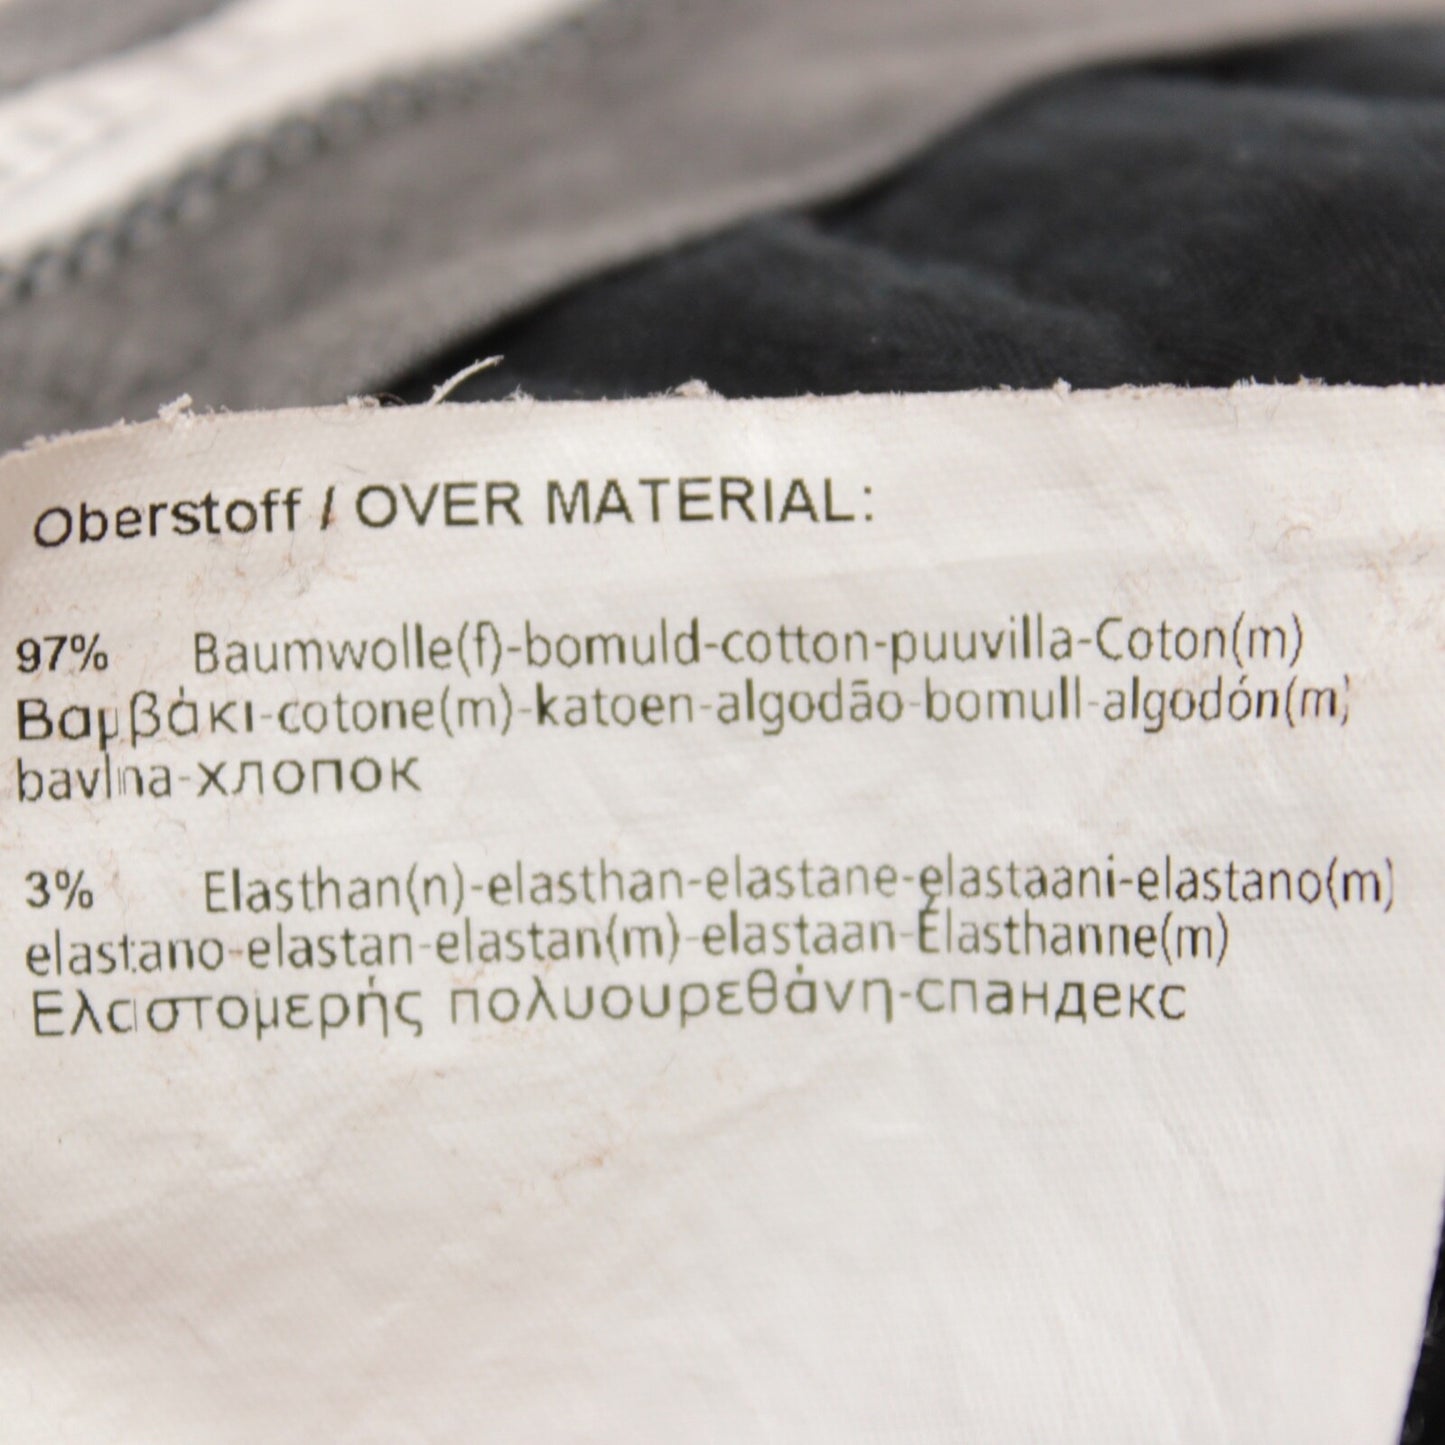 Oberstoff / OVER MATERIAL:
97% Baumwolle(f)-bomuld-cotton-puuvilla-Coton(m)
Βαμβάκι-cotone(m)-katoen-algodão-bomull-algodón(m)
bavlna-хлопок
3% Elasthan(n)-elasthan-elastane-elastaani-elastano(m)
elastano-elastan-elastan(m)-elastaan-Élasthanne(m)
Ελαστομερής πολυουρεθάνη-спандекс